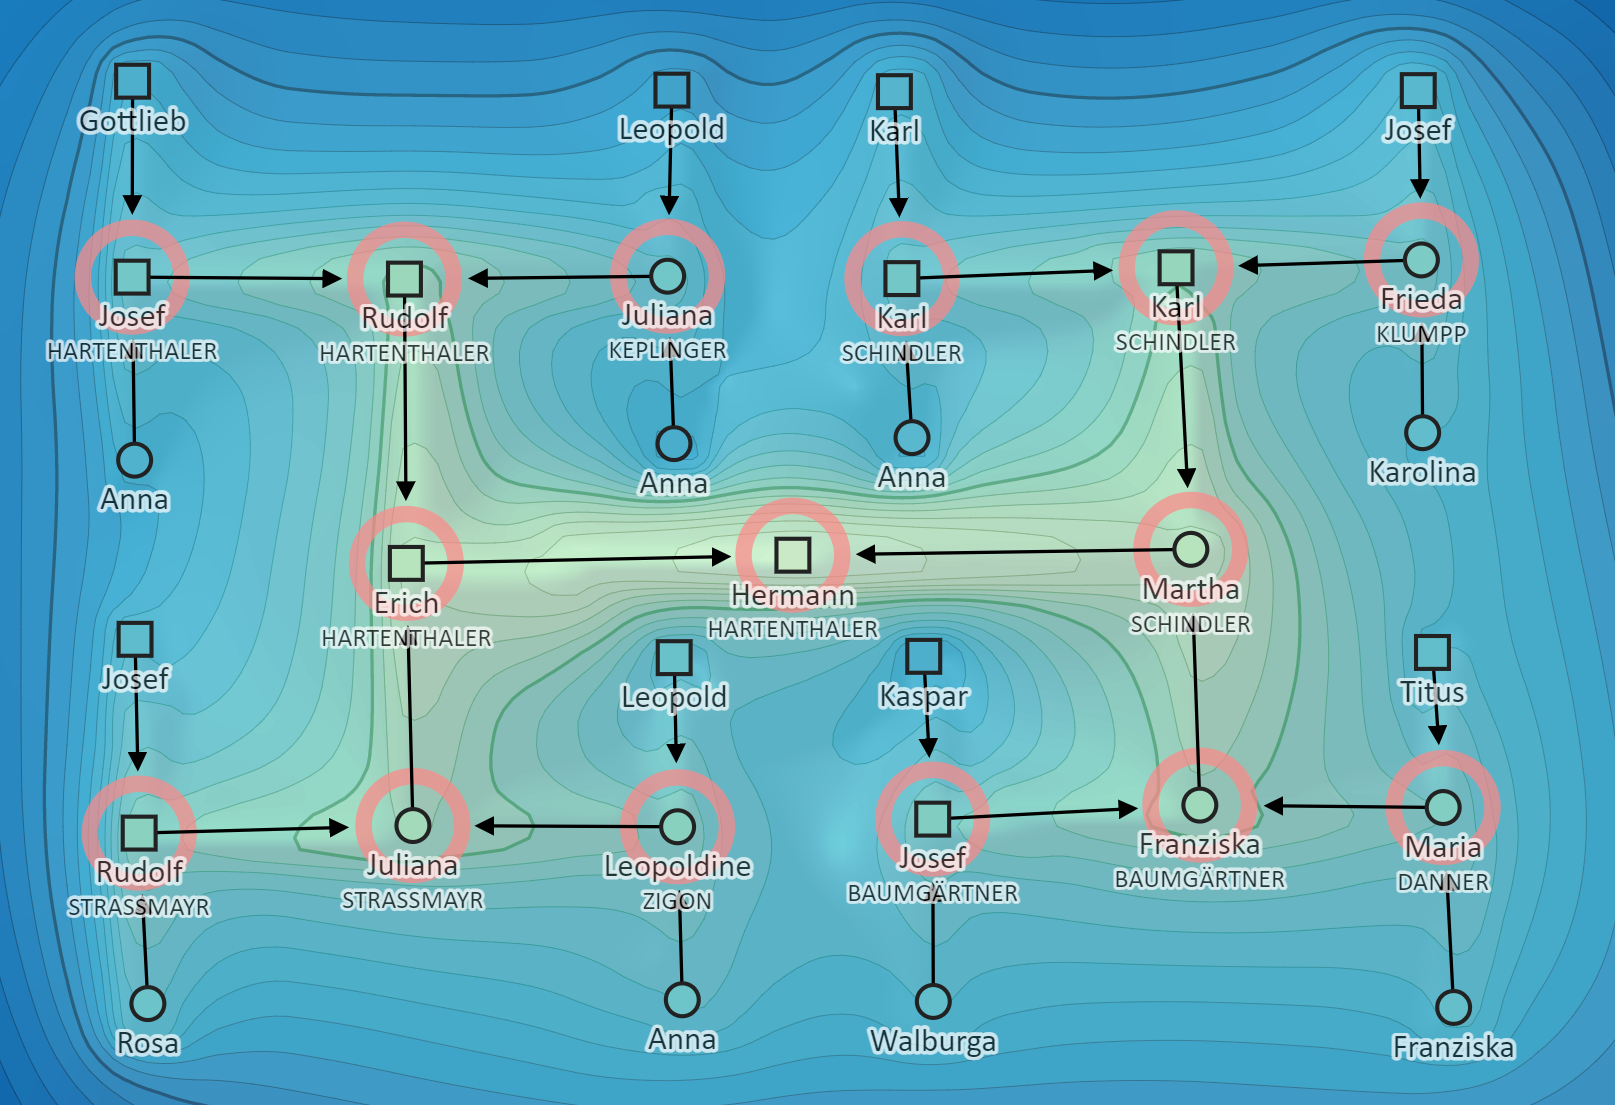 Gottlieb
Leopold
Karl
Josef
Josef
HARTENTHALER
Rudolf
HARTENTHALER
Juliana
KEPLINGER
Karl
SCHINDLER
Karl
SCHINDLER
Frieda
KLUMPP
Anna
Anna
Anna
Karolina
Erich
HARTENTHALER
Hermann
HARTENTHALER
Martha
SCHINDLER
Josef
Leopold
Kaspar
Titus
Rudolf
STRASSMAYR
Juliana
STRASSMAYR
Leopoldine
ZIGON
Josef
BAUMGÄRTNER
Franziska
BAUMGÄRTNER
Maria
DANNER
Rosa
Anna
Walburga
Franziska